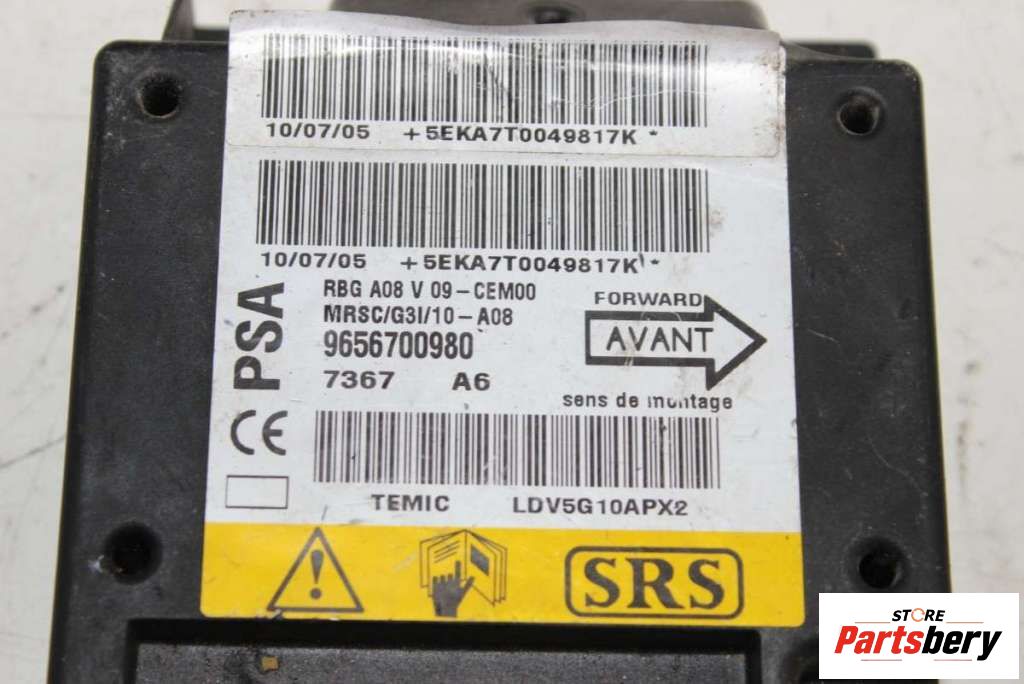 10/07/05 +5EKA7T0049817K*
10/07/05 +5EKA7T0049817K*
PSA
RBG A08 V 09-CEM00
MRSC/G3I/10-A08
9656700980
7367 A6
FORWARD
AVANT
sens de montage
CE
TEMIC LDV5G10APX2
SRS
STORE
Partsbery